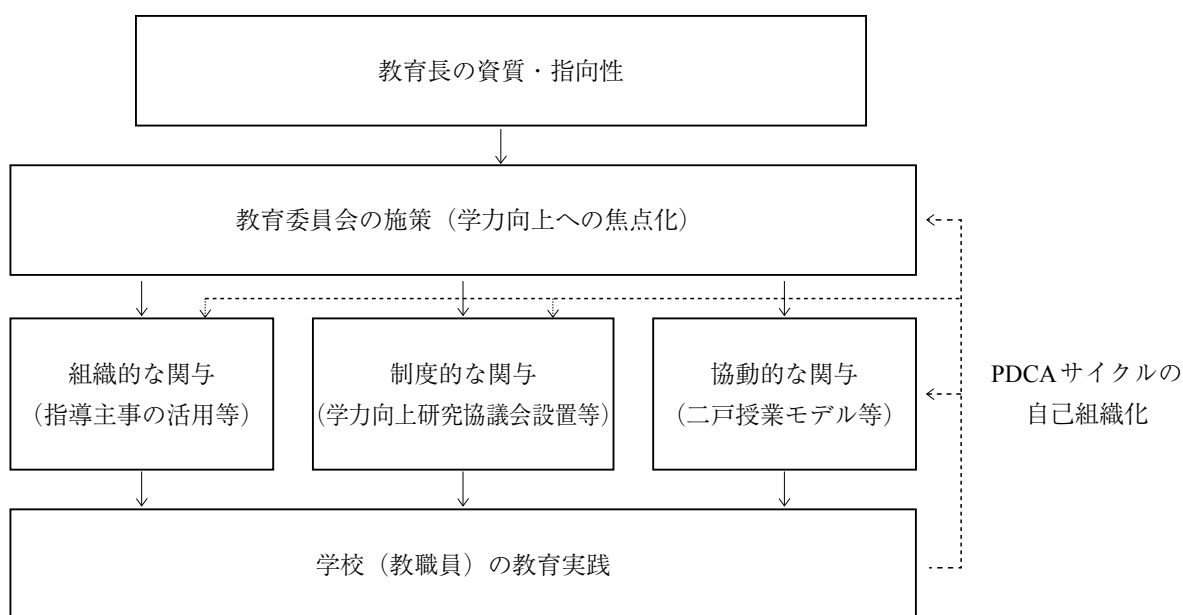 教育長の資質・指向性
教育委員会の施策（学力向上への焦点化）
組織的な関与
（指導主事の活用等）
制度的な関与
（学力向上研究協議会設置等）
協動的な関与
（二戸授業モデル等）
PDCAサイクルの
自己組織化
学校（教職員）の教育実践